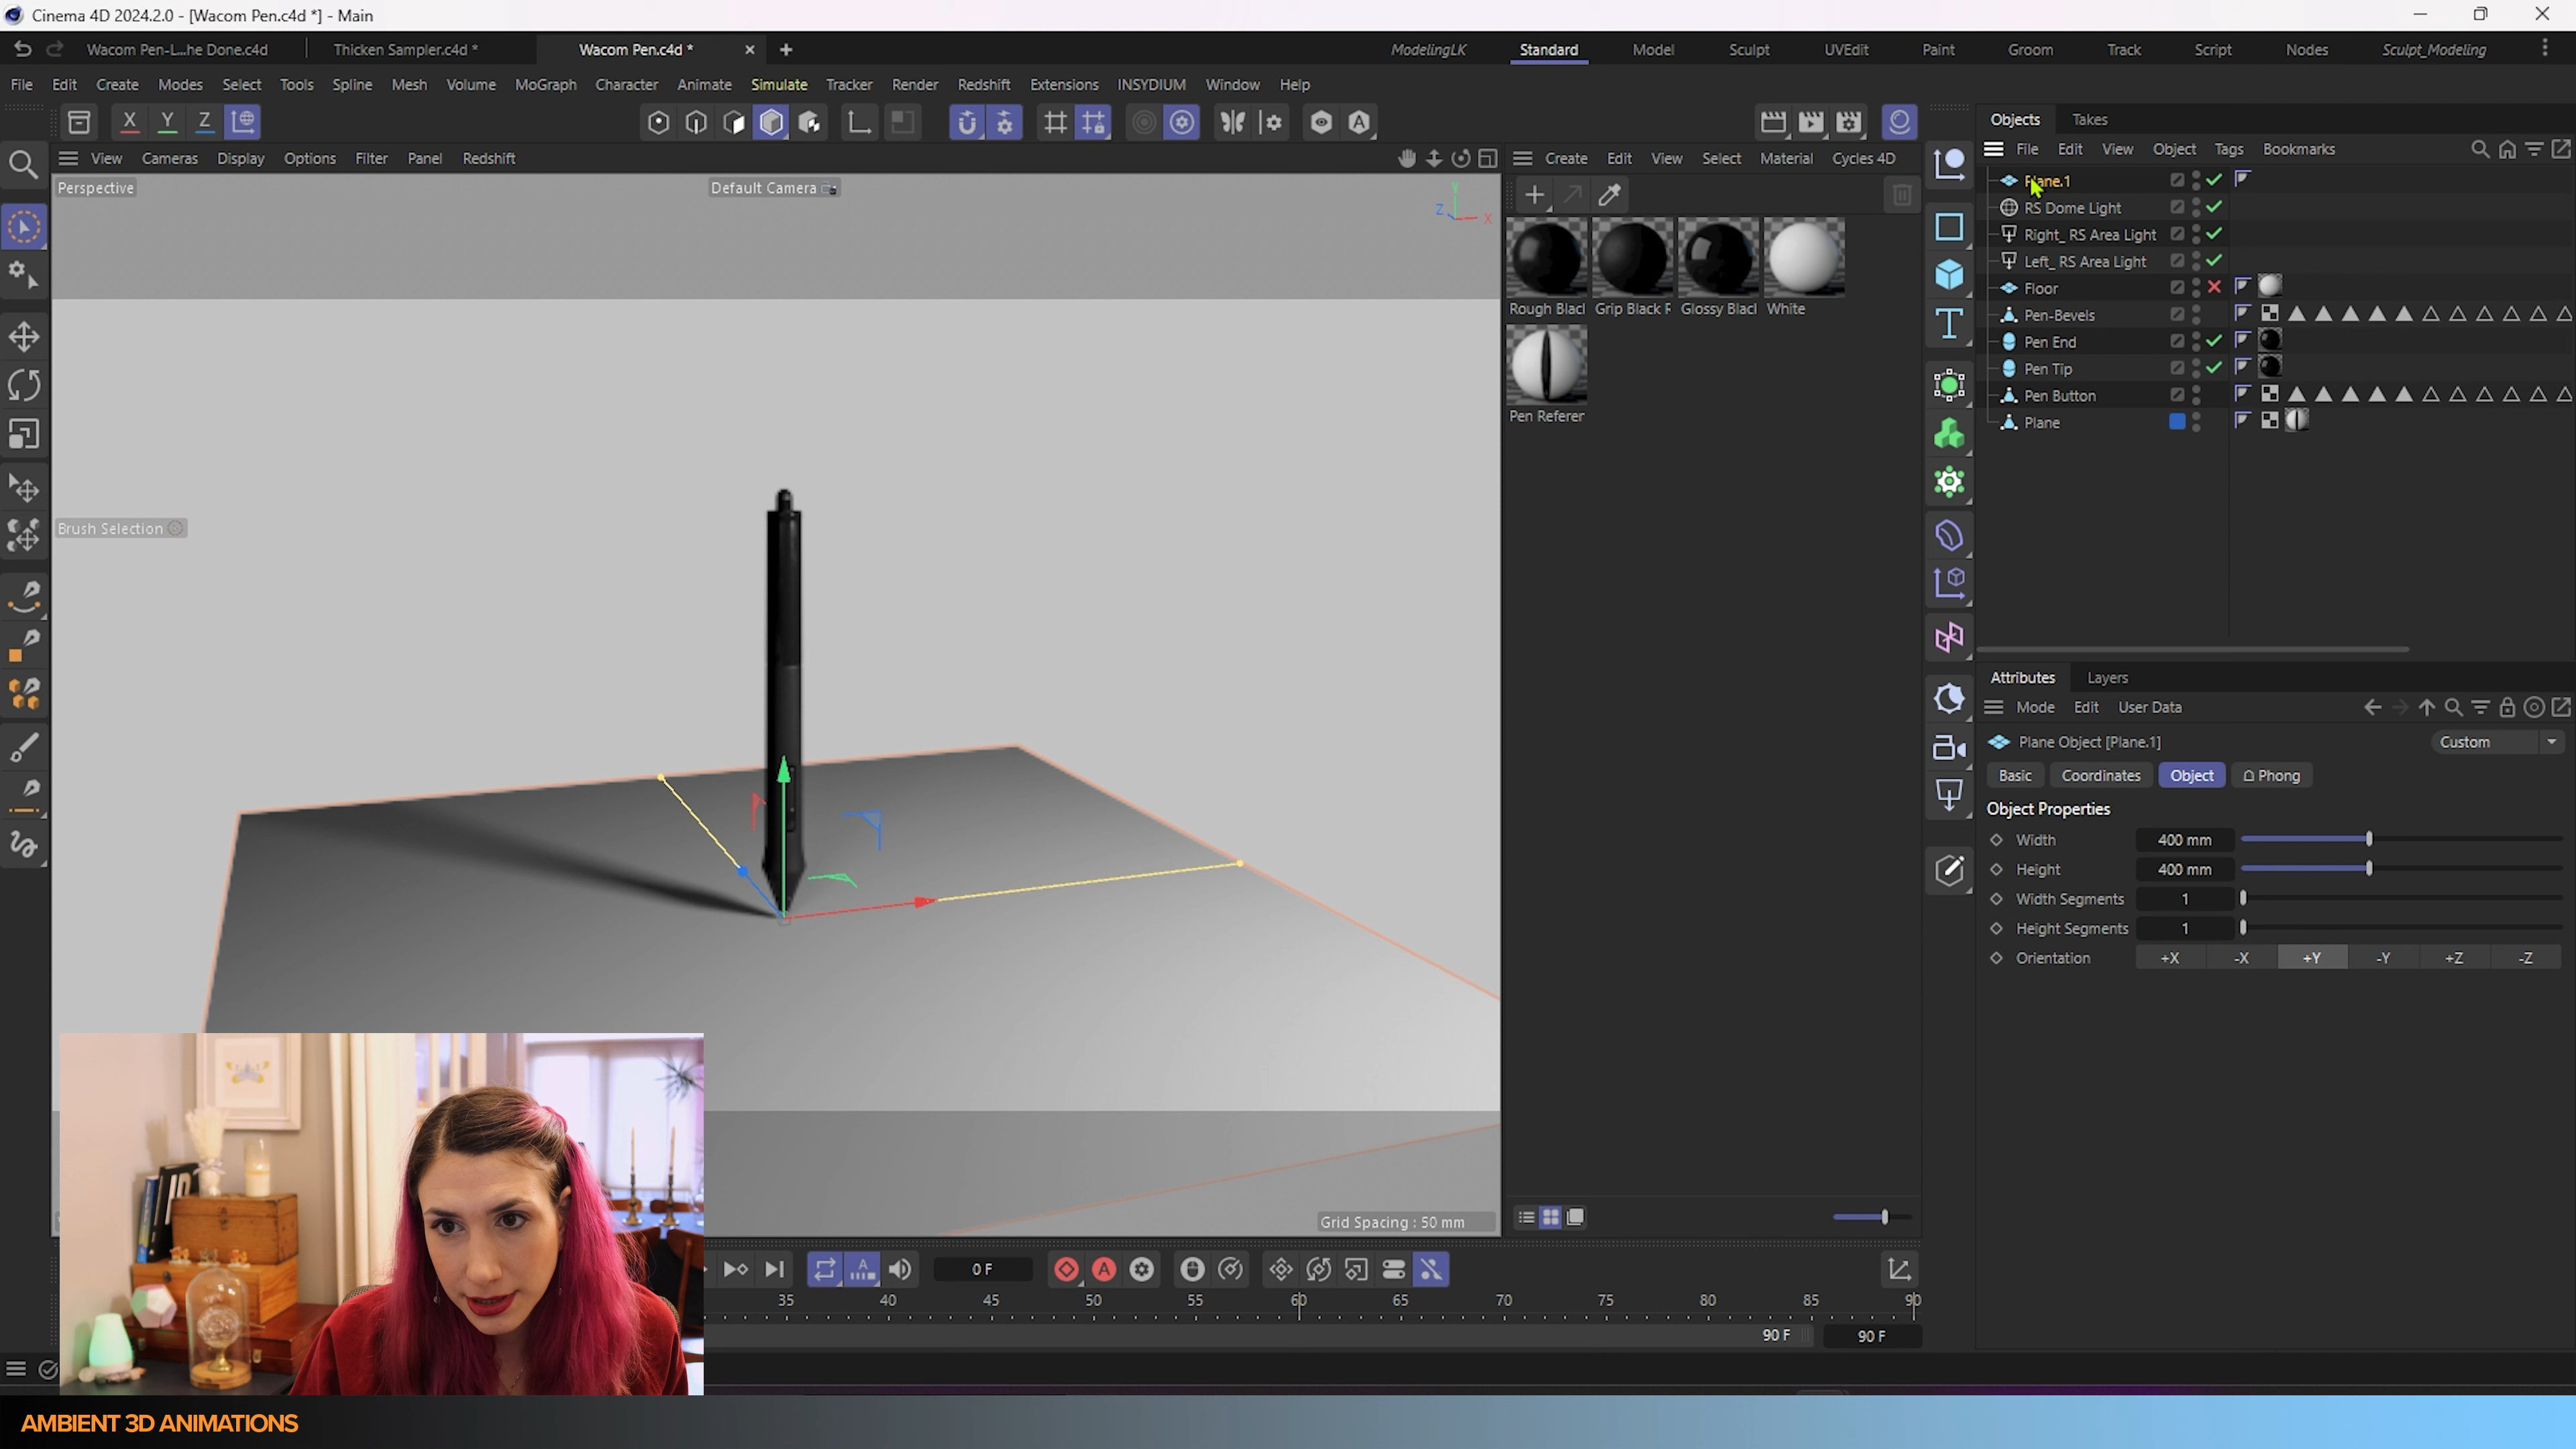 Cinema 4D 2024.2.0 - [Wacom Pen.c4d *] - Main
Wacom Pen-L...he Done.c4d
Thicken Sampler.c4d *
Wacom Pen.c4d *
ModelingLK
Standard
Model
Sculpt
UVEdit
Paint
Groom
Track
Script
Nodes
Sculpt_Modeling
File Edit Create Modes Select Tools Spline Mesh Volume MoGraph Character Animate Simulate Tracker Render Redshift Extensions INSYDIUM Window Help
X Y Z
View Cameras Display Options Filter Panel Redshift
Perspective
Default Camera
Y
Z X
Brush Selection
Grid Spacing : 50 mm
Create Edit View Select Material Cycles 4D
Rough Blacl Grip Black F Glossy Blacl White
Pen Referer
Objects Takes
File Edit View Object Tags Bookmarks
Plane.1
RS Dome Light
Right_ RS Area Light
Left_ RS Area Light
Floor
Pen-Bevels
Pen End
Pen Tip
Pen Button
Plane
Attributes Layers
Mode Edit User Data
Plane Object [Plane.1]
Custom
Basic Coordinates Object Phong
Object Properties
Width 400 mm
Height 400 mm
Width Segments 1
Height Segments 1
Orientation +X -X +Y -Y +Z -Z
0 F
35 40 45 50 55 60 65 70 75 80 85 90
90 F 90 F
AMBIENT 3D ANIMATIONS